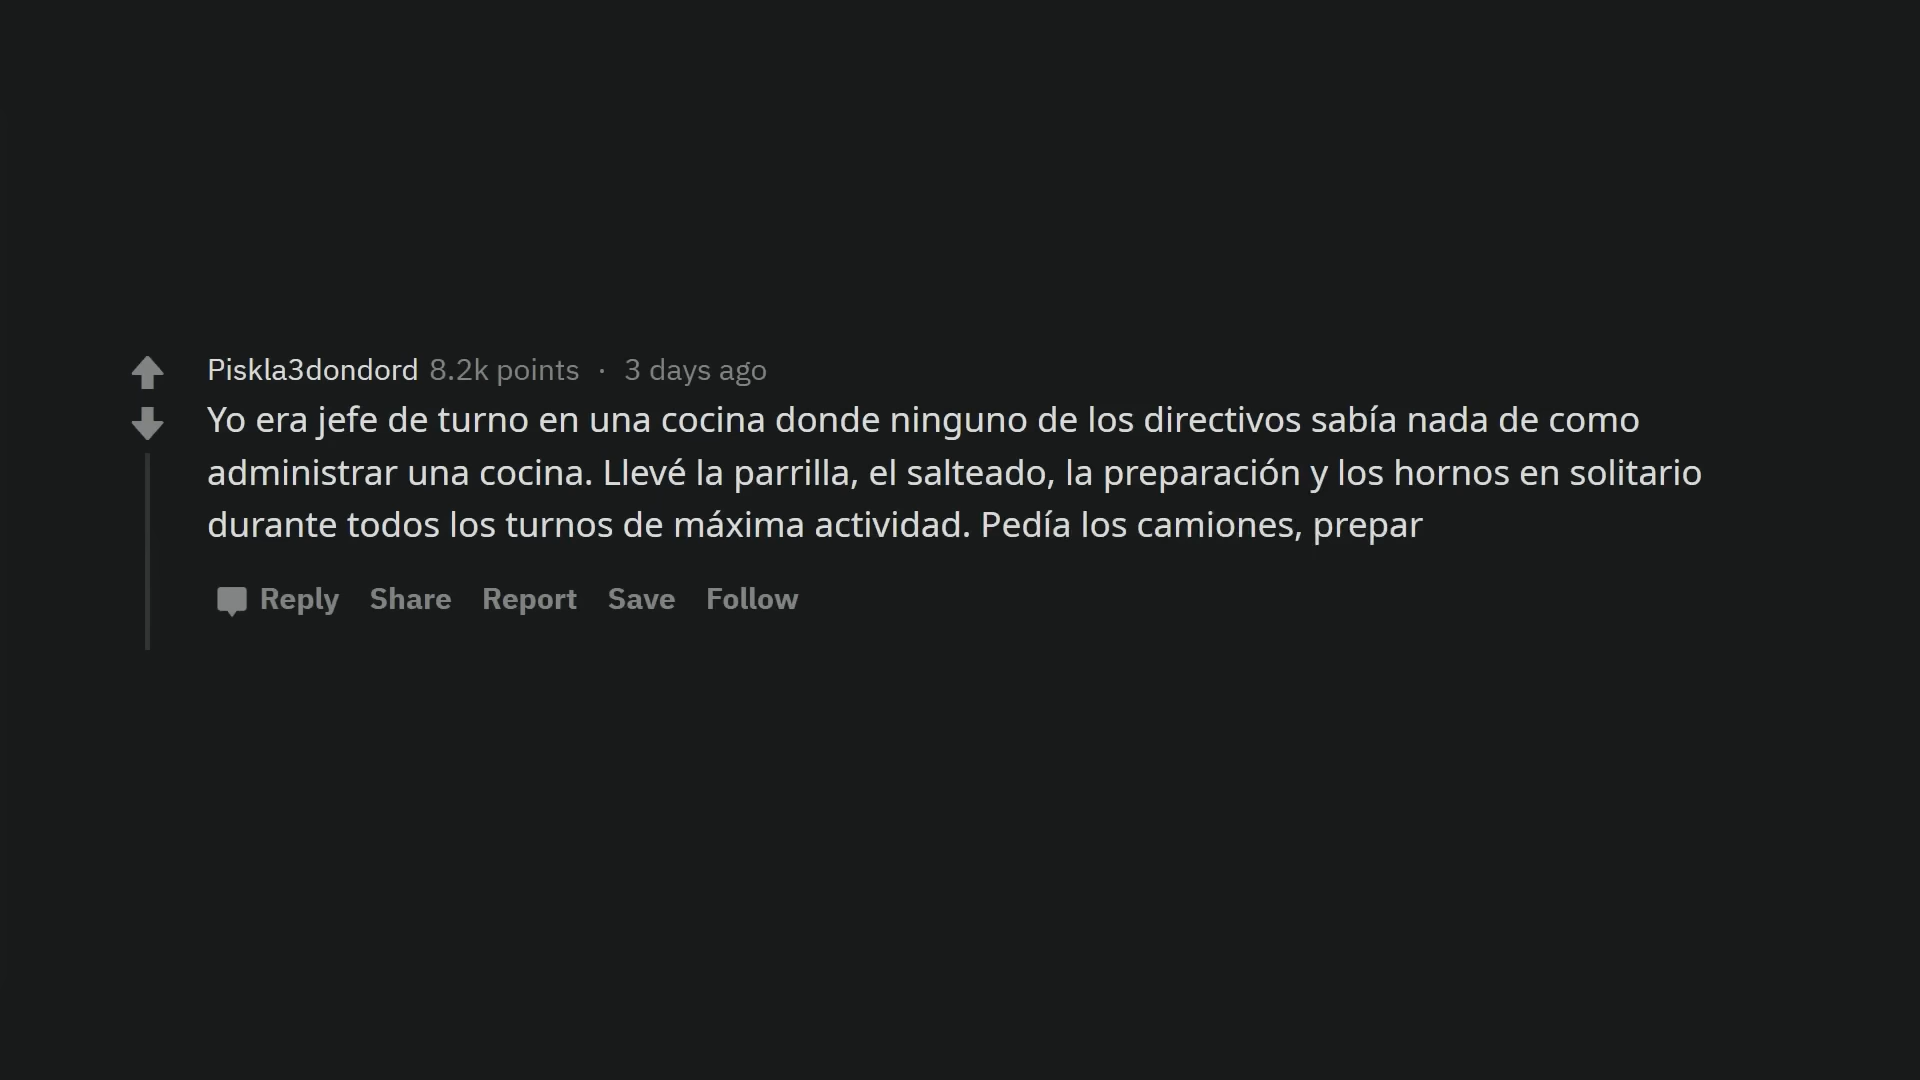 Piskla3dondord 8.2k points · 3 days ago
Yo era jefe de turno en una cocina donde ninguno de los directivos sabía nada de como
administrar una cocina. Llevé la parrilla, el salteado, la preparación y los hornos en solitario
durante todos los turnos de máxima actividad. Pedía los camiones, prepar
Reply Share Report Save Follow